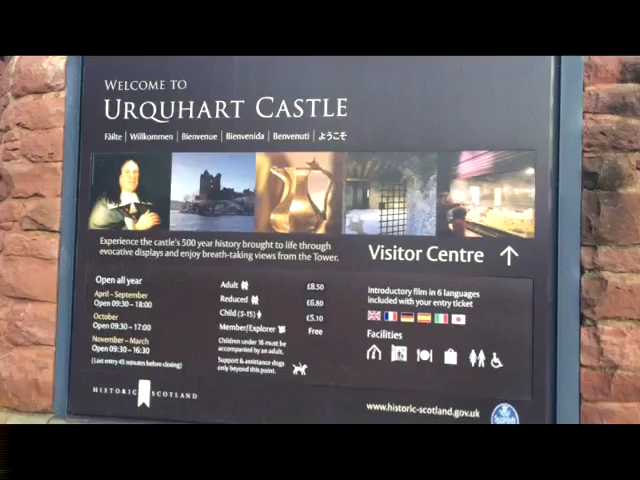 WELCOME TO
URQUHART CASTLE
Fàilte | Willkommen | Bienvenue | Bienvenida | Benvenuti | ようこそ
Experience the castle's 500 year history brought to life through
evocative displays and enjoy breath-taking views from the Tower.
Visitor Centre ↑
Open all year
April – September
Open 09:30 – 18:00
October
Open 09:30 – 17:00
November – March
Open 09:30 – 16:30
(Last entry 45 minutes before closing)
Adult £8.50
Reduced £6.80
Child (5-15) £5.10
Member/Explorer Free
Children under 16 must be
accompanied by an adult.
Support & assistance dogs
only beyond this point.
Introductory film in 6 languages
included with your entry ticket
Facilities
HISTORIC SCOTLAND
www.historic-scotland.gov.uk